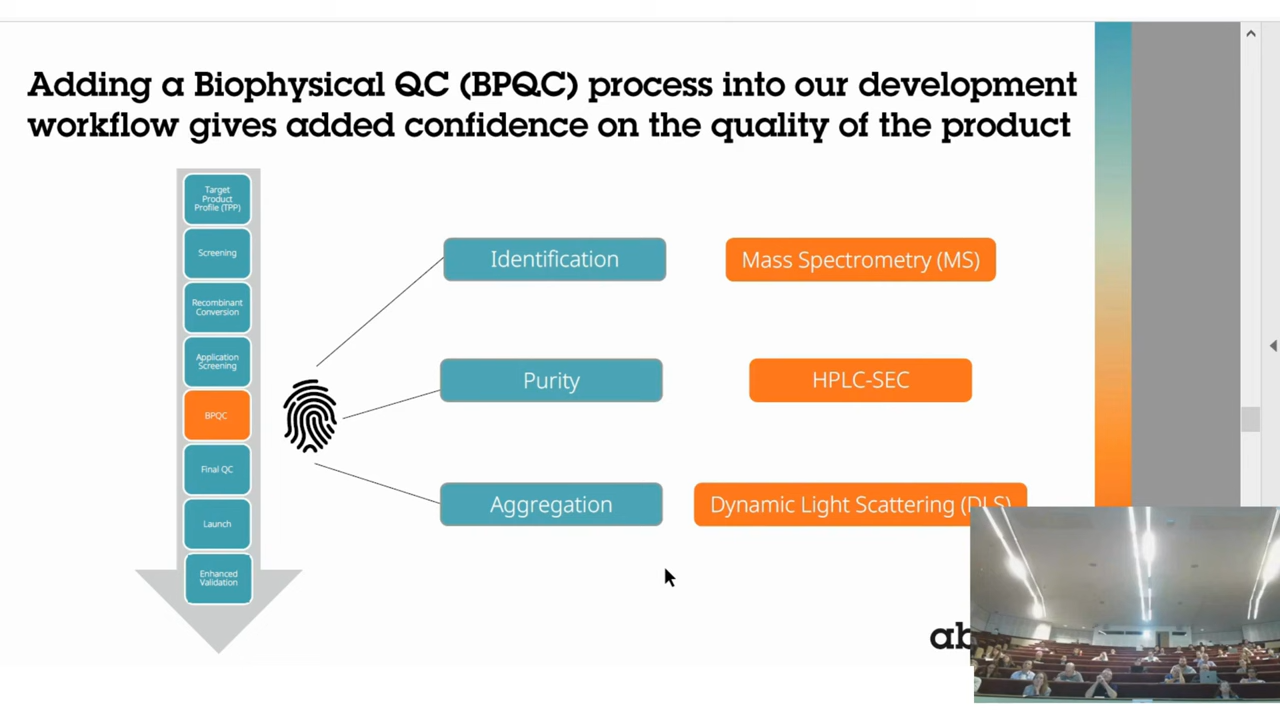 Adding a Biophysical QC (BPQC) process into our development
workflow gives added confidence on the quality of the product
Target
Product
Profile (TPP)
Screening
Recombinant
Conversion
Application
Screening
BPQC
Final QC
Launch
Enhanced
Validation
Identification
Mass Spectrometry (MS)
Purity
HPLC-SEC
Aggregation
Dynamic Light Scattering (DLS)
ab